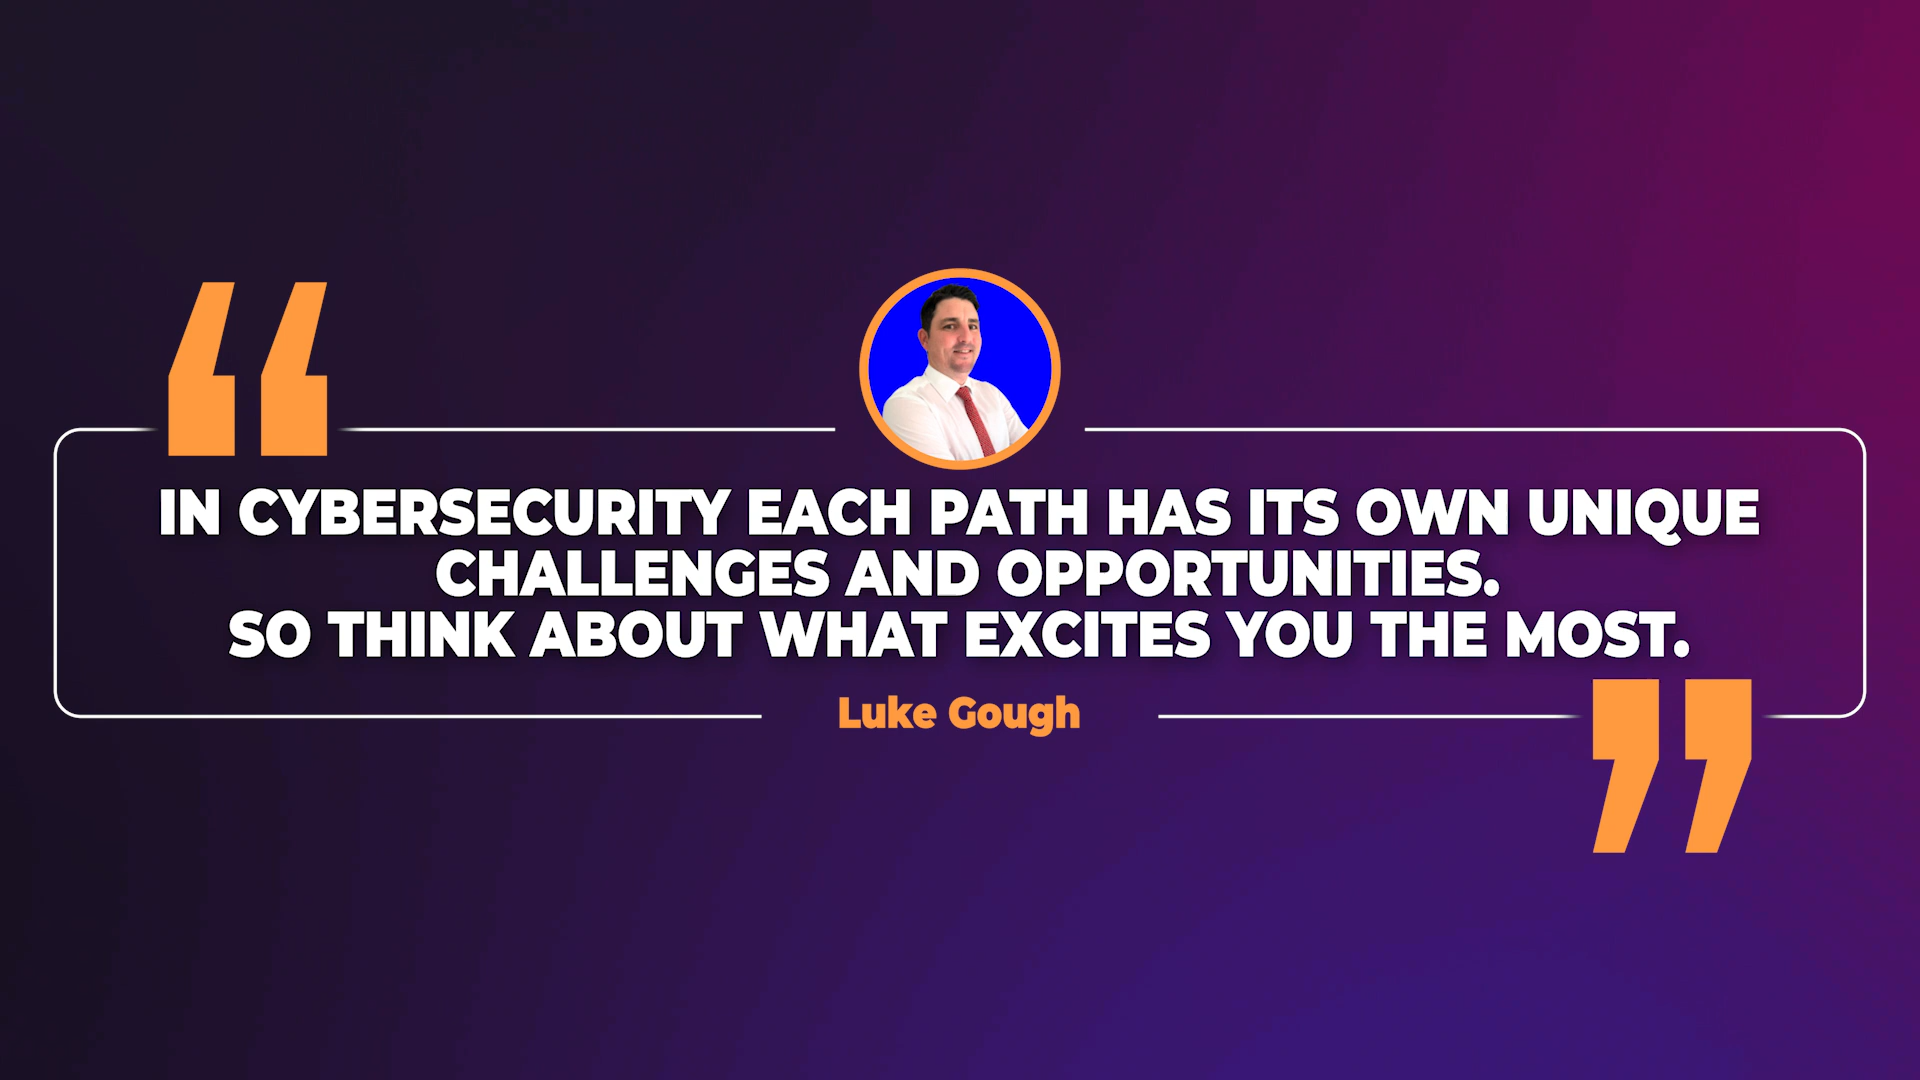 IN CYBERSECURITY EACH PATH HAS ITS OWN UNIQUE
CHALLENGES AND OPPORTUNITIES.
SO THINK ABOUT WHAT EXCITES YOU THE MOST.
Luke Gough